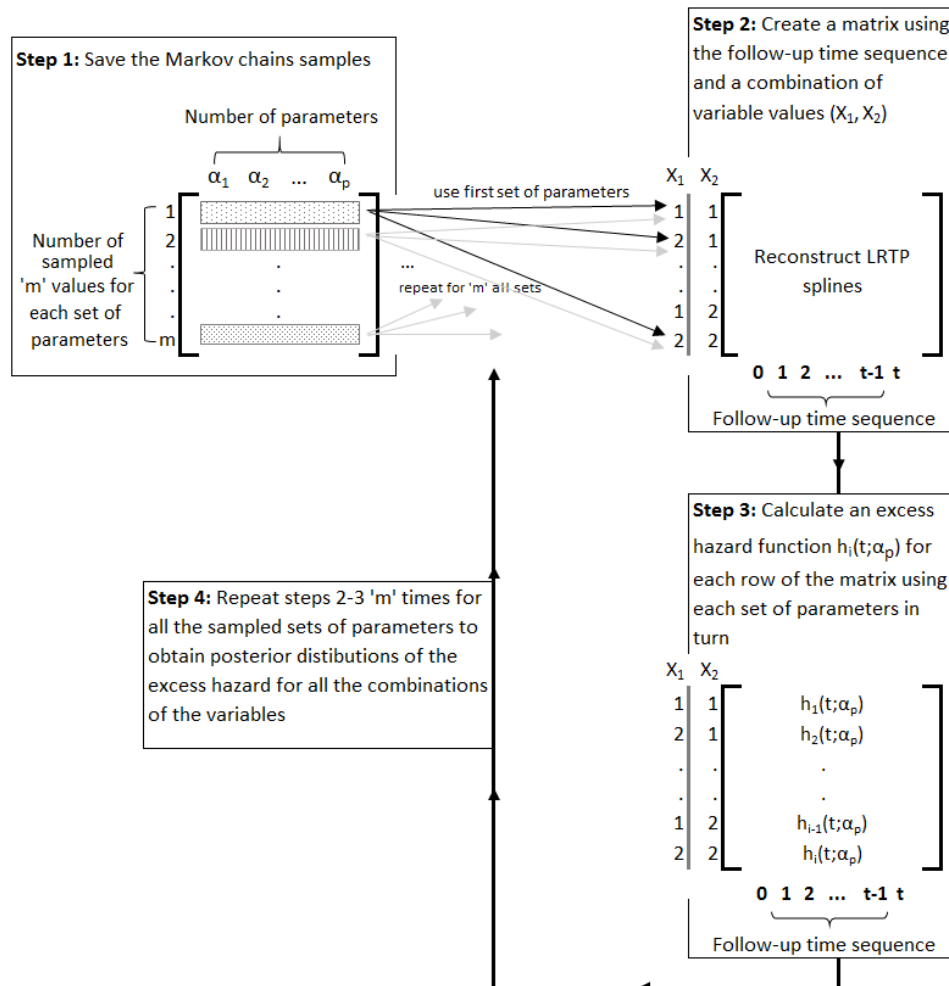 Step 1: Save the Markov chains samples
Number of parameters
α1 α2 ... αp
1
2
.
.
.
m
Number of
sampled
'm' values for
each set of
parameters
.
.
.
use first set of parameters
...
repeat for 'm' all sets
Step 2: Create a matrix using
the follow-up time sequence
and a combination of
variable values (X1, X2)
X1 X2
1 1
2 1
. .
. .
1 2
2 2
Reconstruct LRTP
splines
0 1 2 ... t-1 t
Follow-up time sequence
Step 3: Calculate an excess
hazard function hi(t;αp) for
each row of the matrix using
each set of parameters in
turn
X1 X2
1 1 h1(t;αp)
2 1 h2(t;αp)
. . .
. . .
1 2 hi-1(t;αp)
2 2 hi(t;αp)
0 1 2 ... t-1 t
Follow-up time sequence
Step 4: Repeat steps 2-3 'm' times for
all the sampled sets of parameters to
obtain posterior distibutions of the
excess hazard for all the combinations
of the variables